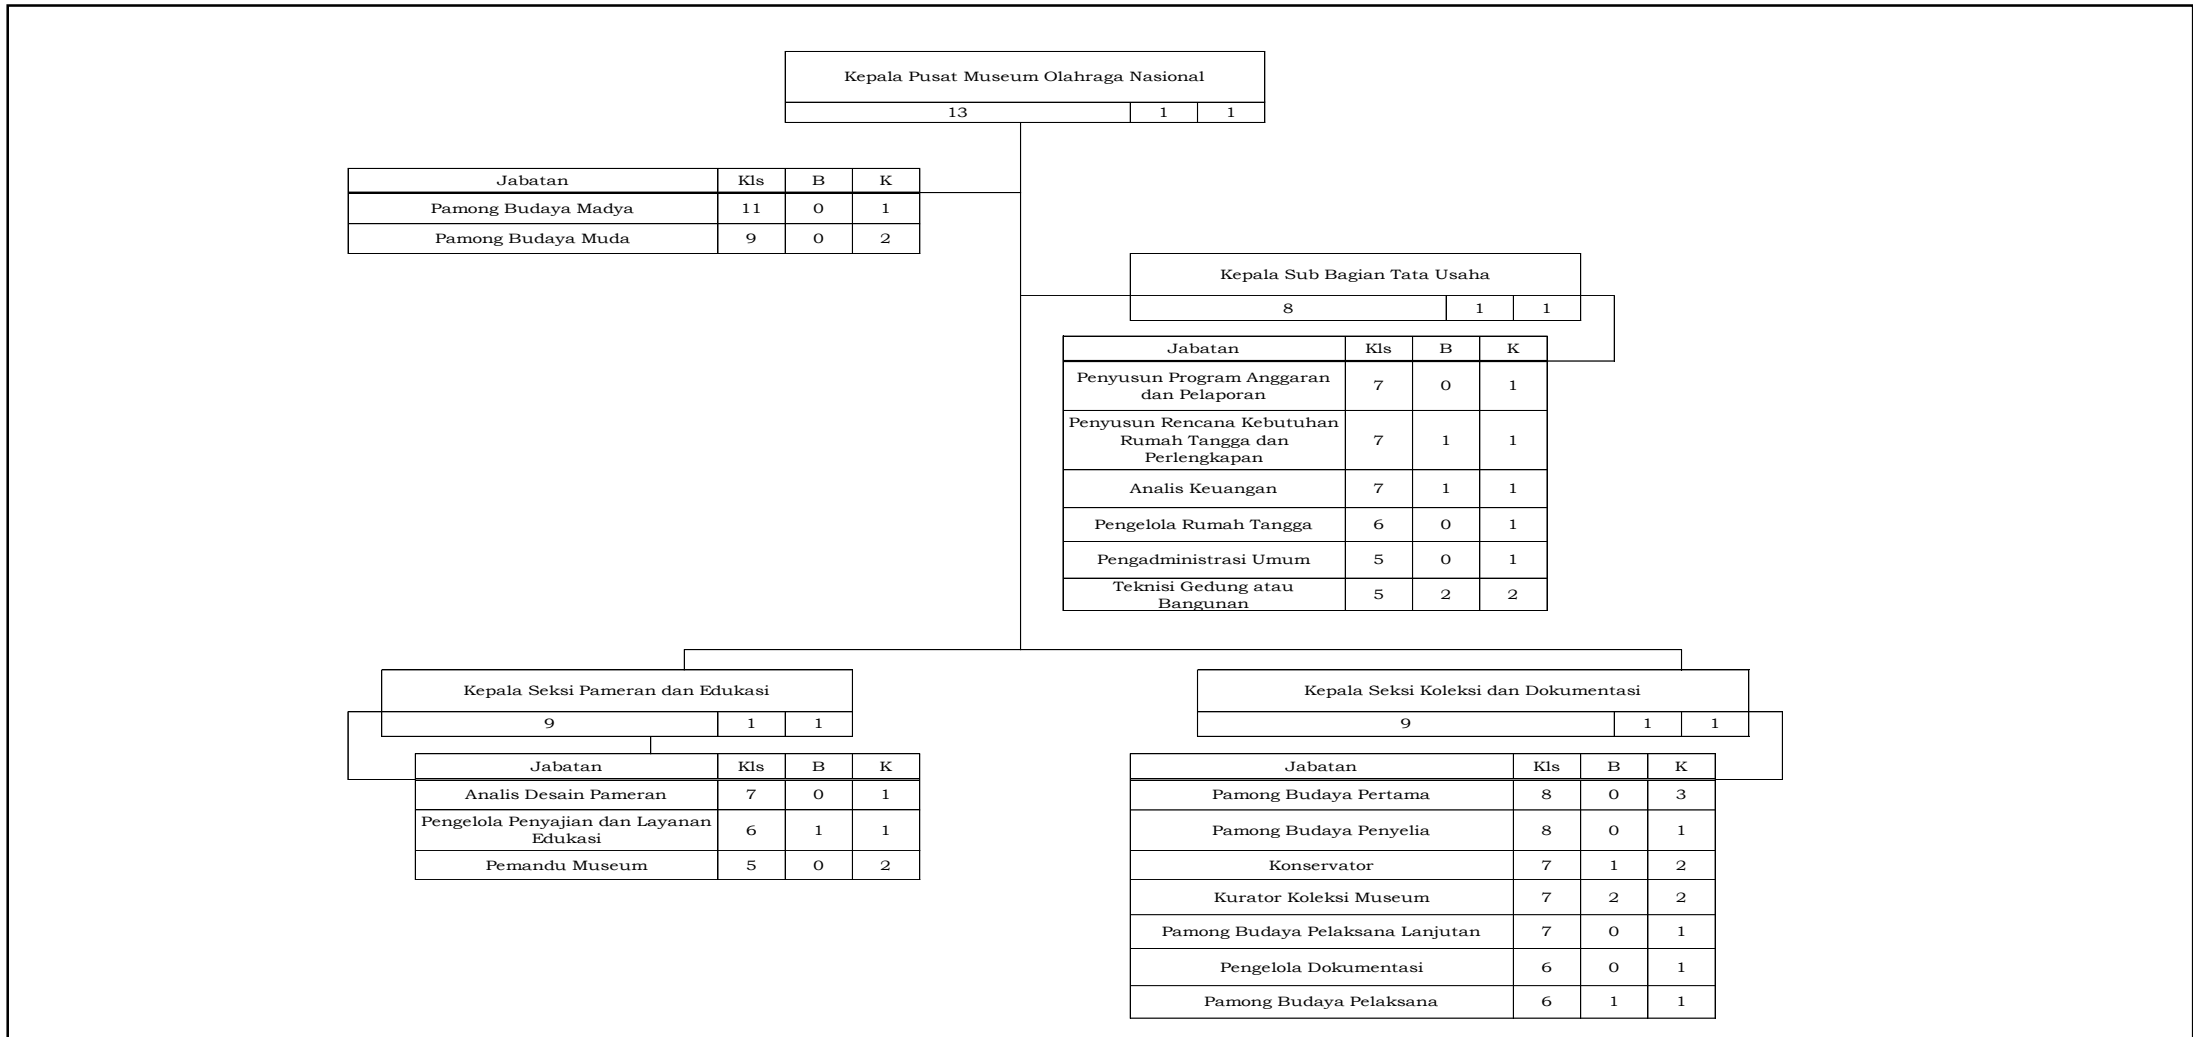 Kepala Pusat Museum Olahraga Nasional
13 1 1
Jabatan Kls B K
Pamong Budaya Madya 11 0 1
Pamong Budaya Muda 9 0 2
Kepala Sub Bagian Tata Usaha
8 1 1
Jabatan Kls B K
Penyusun Program Anggaran
dan Pelaporan 7 0 1
Penyusun Rencana Kebutuhan
Rumah Tangga dan 7 1 1
Perlengkapan
Analis Keuangan 7 1 1
Pengelola Rumah Tangga 6 0 1
Pengadministrasi Umum 5 0 1
Teknisi Gedung atau
Bangunan 5 2 2
Kepala Seksi Pameran dan Edukasi
9 1 1
Jabatan Kls B K
Analis Desain Pameran 7 0 1
Pengelola Penyajian dan Layanan
Edukasi 6 1 1
Pemandu Museum 5 0 2
Kepala Seksi Koleksi dan Dokumentasi
9 1 1
Jabatan Kls B K
Pamong Budaya Pertama 8 0 3
Pamong Budaya Penyelia 8 0 1
Konservator 7 1 2
Kurator Koleksi Museum 7 2 2
Pamong Budaya Pelaksana Lanjutan 7 0 1
Pengelola Dokumentasi 6 0 1
Pamong Budaya Pelaksana 6 1 1